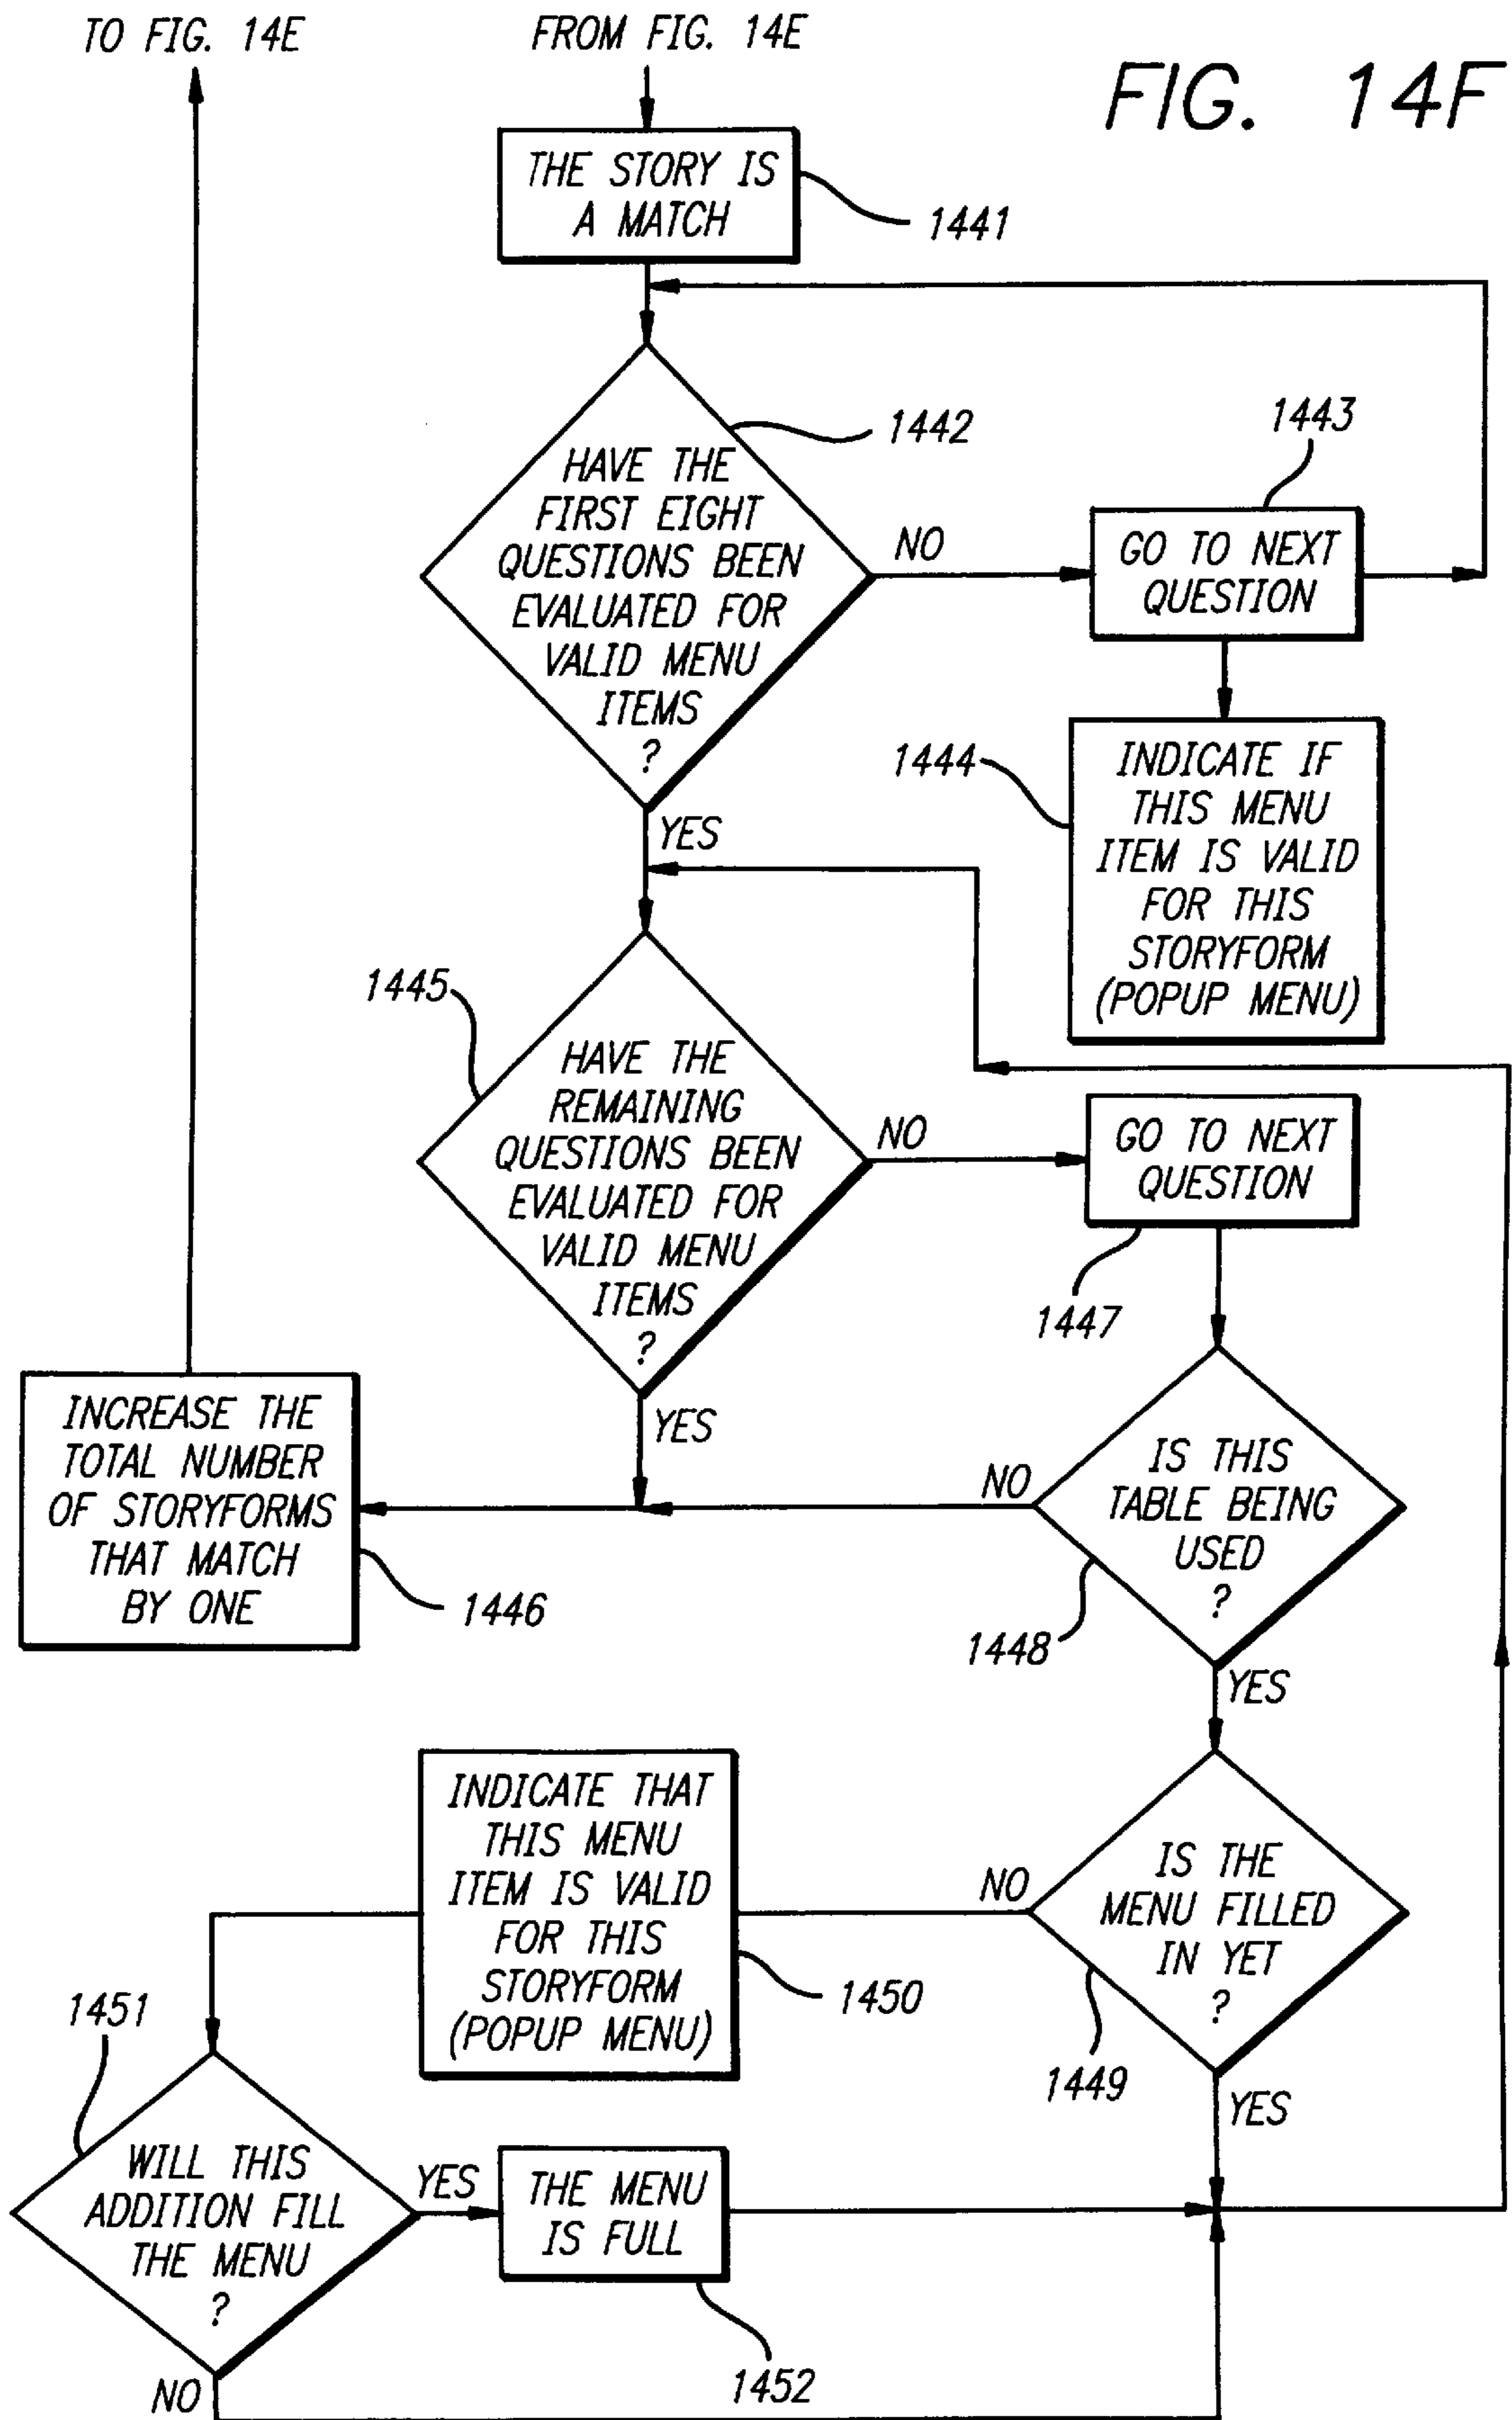 TO FIG. 14E
FROM FIG. 14E
FIG. 14F
THE STORY IS
A MATCH
1441
1442
HAVE THE
FIRST EIGHT
QUESTIONS BEEN
EVALUATED FOR
VALID MENU
ITEMS
?
NO
1443
GO TO NEXT
QUESTION
YES
1444
INDICATE IF
THIS MENU
ITEM IS VALID
FOR THIS
STORYFORM
(POPUP MENU)
1445
HAVE THE
REMAINING
QUESTIONS BEEN
EVALUATED FOR
VALID MENU
ITEMS
?
NO
GO TO NEXT
QUESTION
1447
YES
INCREASE THE
TOTAL NUMBER
OF STORYFORMS
THAT MATCH
BY ONE
1446
NO
IS THIS
TABLE BEING
USED
?
1448
YES
INDICATE THAT
THIS MENU
ITEM IS VALID
FOR THIS
STORYFORM
(POPUP MENU)
1450
NO
IS THE
MENU FILLED
IN YET
?
1449
YES
1451
WILL THIS
ADDITION FILL
THE MENU
?
YES
THE MENU
IS FULL
1452
NO